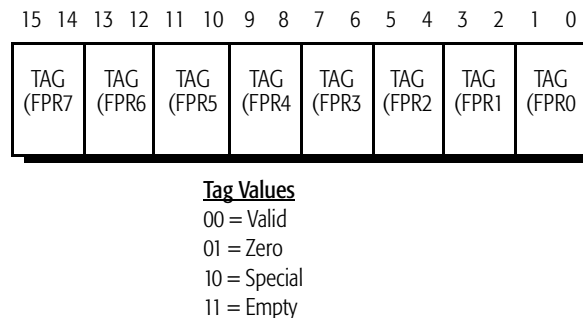 15 14 13 12 11 10 9 8 7 6 5 4 3 2 1 0
TAG TAG TAG TAG TAG TAG TAG TAG
(FPR7 (FPR6 (FPR5 (FPR4 (FPR3 (FPR2 (FPR1 (FPR0
Tag Values
00 = Valid
01 = Zero
10 = Special
11 = Empty